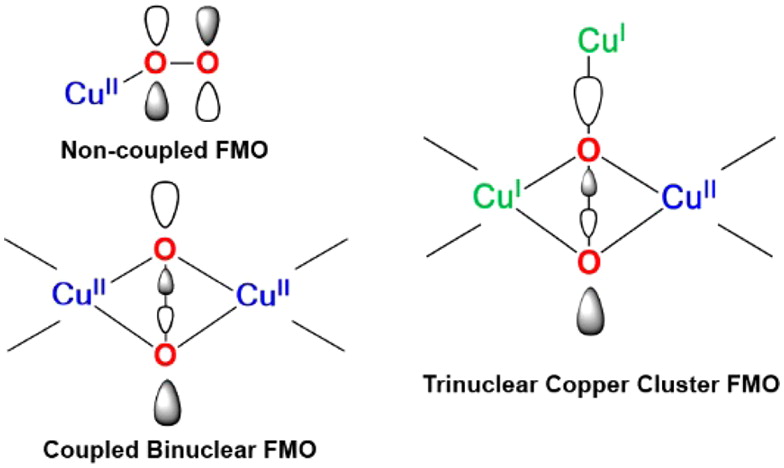 O
O
Cu^II
Non-coupled FMO
O
Cu^II
Cu^II
O
Coupled Binuclear FMO
Cu^I
O
Cu^I
Cu^II
O
Trinuclear Copper Cluster FMO